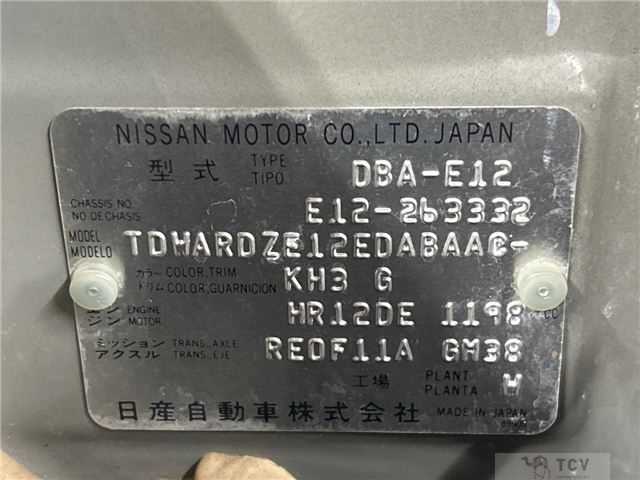 NISSAN MOTOR CO.,LTD. JAPAN
型式 TYPE TIPO DBA-E12
CHASSIS NO. NO DE CHASIS E12-263332
MODEL MODELO TDWARDZE12EDABAAC-
カラー COLOR,TRIM
トリム COLOR,GUARNICION KH3 G
エンジン ENGINE MOTOR HR12DE 1198 CC
ミッション TRANS.,AXLE
アクスル TRANS.,EJE RE0F11A GM38
工場 PLANT PLANTA W
日産自動車株式会社 MADE IN JAPAN
TCV